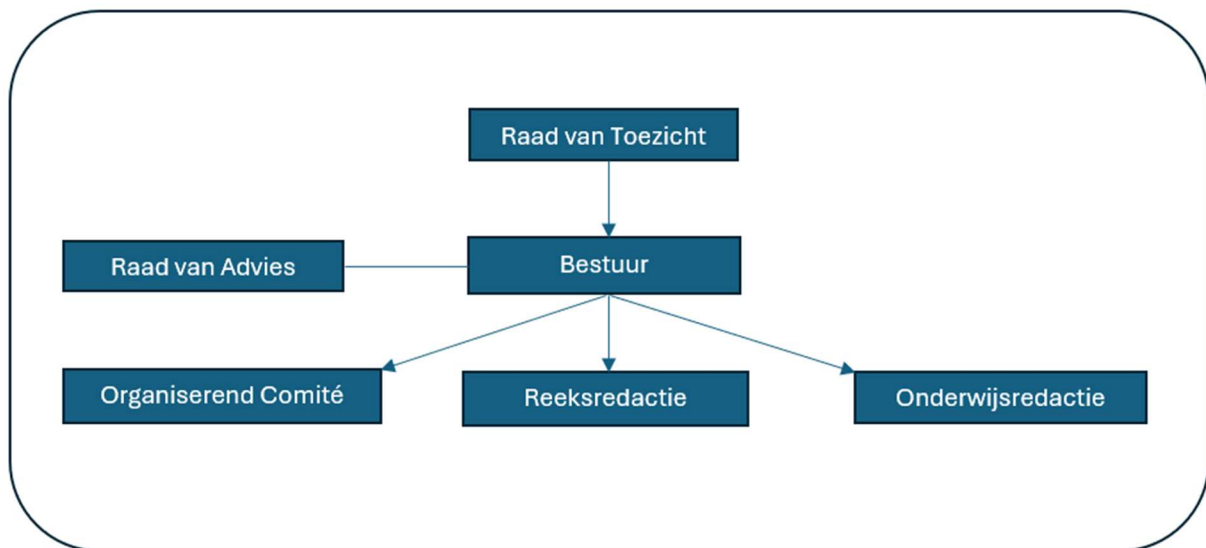 Raad van Toezicht
Raad van Advies
Bestuur
Organiserend Comité
Reeksredactie
Onderwijsredactie